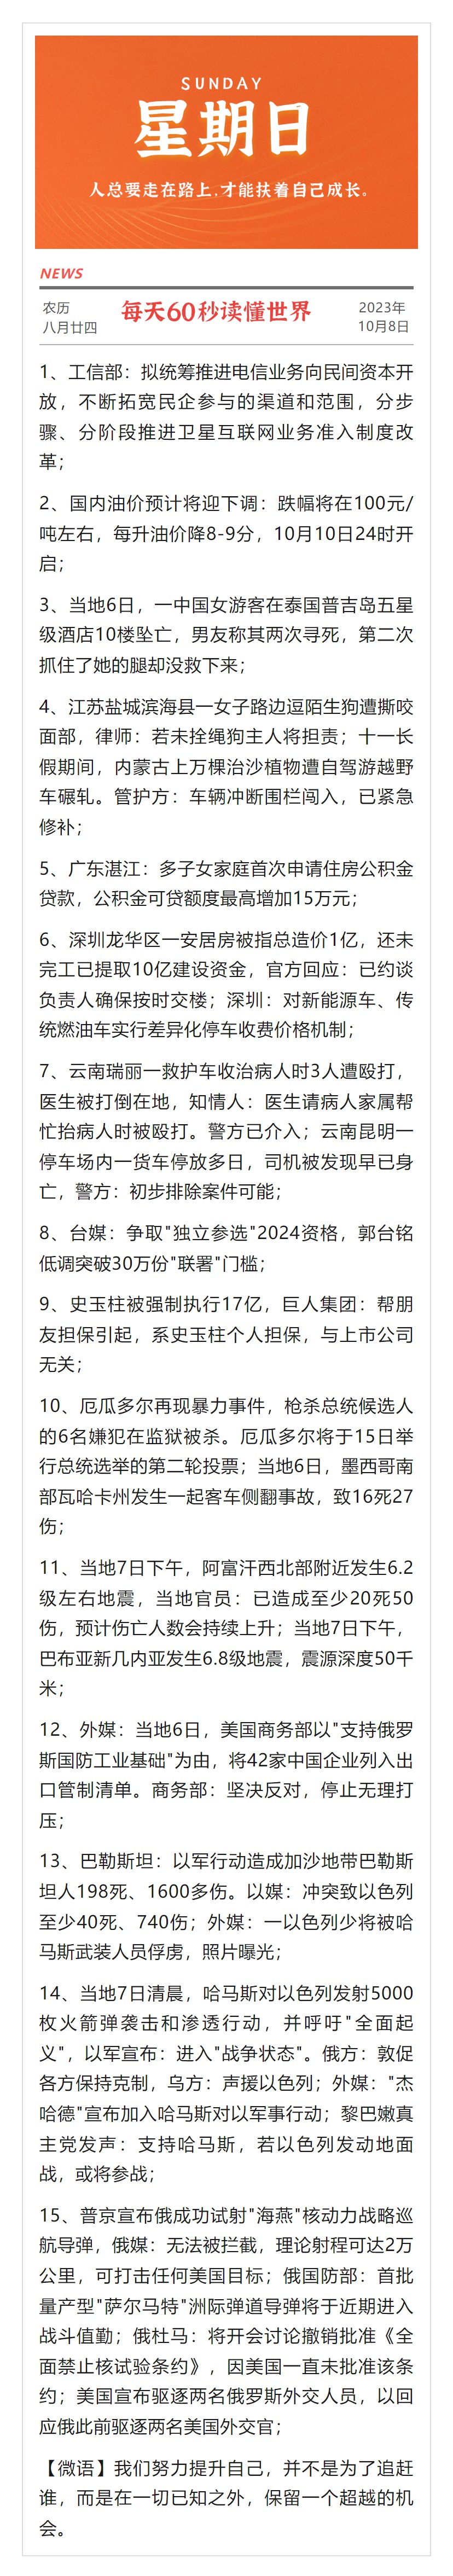 SUNDAY
星期日
人总要走在路上,才能扶着自己成长。
NEWS
农历
八月廿四
每天60秒读懂世界
2023年
10月8日
1、工信部：拟统筹推进电信业务向民间资本开
放，不断拓宽民企参与的渠道和范围，分步
骤、分阶段推进卫星互联网业务准入制度改
革；
2、国内油价预计将迎下调：跌幅将在100元/
吨左右，每升油价降8-9分，10月10日24时开
启；
3、当地6日，一中国女游客在泰国普吉岛五星
级酒店10楼坠亡，男友称其两次寻死，第二次
抓住了她的腿却没救下来；
4、江苏盐城滨海县一女子路边逗陌生狗遭撕咬
面部，律师：若未拴绳狗主人将担责；十一长
假期间，内蒙古上万棵治沙植物遭自驾游越野
车碾轧。管护方：车辆冲断围栏闯入，已紧急
修补；
5、广东湛江：多子女家庭首次申请住房公积金
贷款，公积金可贷额度最高增加15万元；
6、深圳龙华区一安居房被指总造价1亿，还未
完工已提取10亿建设资金，官方回应：已约谈
负责人确保按时交楼；深圳：对新能源车、传
统燃油车实行差异化停车收费价格机制；
7、云南瑞丽一救护车收治病人时3人遭殴打，
医生被打倒在地，知情人：医生请病人家属帮
忙抬病人时被殴打。警方已介入；云南昆明一
停车场内一货车停放多日，司机被发现早已身
亡，警方：初步排除案件可能；
8、台媒：争取"独立参选"2024资格，郭台铭
低调突破30万份"联署"门槛；
9、史玉柱被强制执行17亿，巨人集团：帮朋
友担保引起，系史玉柱个人担保，与上市公司
无关；
10、厄瓜多尔再现暴力事件，枪杀总统候选人
的6名嫌犯在监狱被杀。厄瓜多尔将于15日举
行总统选举的第二轮投票；当地6日，墨西哥南
部瓦哈卡州发生一起客车侧翻事故，致16死27
伤；
11、当地7日下午，阿富汗西北部附近发生6.2
级左右地震，当地官员：已造成至少20死50
伤，预计伤亡人数会持续上升；当地7日下午，
巴布亚新几内亚发生6.8级地震，震源深度50千
米；
12、外媒：当地6日，美国商务部以"支持俄罗
斯国防工业基础"为由，将42家中国企业列入出
口管制清单。商务部：坚决反对，停止无理打
压；
13、巴勒斯坦：以军行动造成加沙地带巴勒斯
坦人198死、1600多伤。以媒：冲突致以色列
至少40死、740伤；外媒：一以色列少将被哈
马斯武装人员俘虏，照片曝光；
14、当地7日清晨，哈马斯对以色列发射5000
枚火箭弹袭击和渗透行动，并呼吁"全面起
义"，以军宣布：进入"战争状态"。俄方：敦促
各方保持克制，乌方：声援以色列；外媒："杰
哈德"宣布加入哈马斯对以军事行动；黎巴嫩真
主党发声：支持哈马斯，若以色列发动地面
战，或将参战；
15、普京宣布俄成功试射"海燕"核动力战略巡
航导弹，俄媒：无法被拦截，理论射程可达2万
公里，可打击任何美国目标；俄国防部：首批
量产型"萨尔马特"洲际弹道导弹将于近期进入
战斗值勤；俄杜马：将开会讨论撤销批准《全
面禁止核试验条约》，因美国一直未批准该条
约；美国宣布驱逐两名俄罗斯外交人员，以回
应俄此前驱逐两名美国外交官；
【微语】我们努力提升自己，并不是为了追赶
谁，而是在一切已知之外，保留一个超越的机
会。